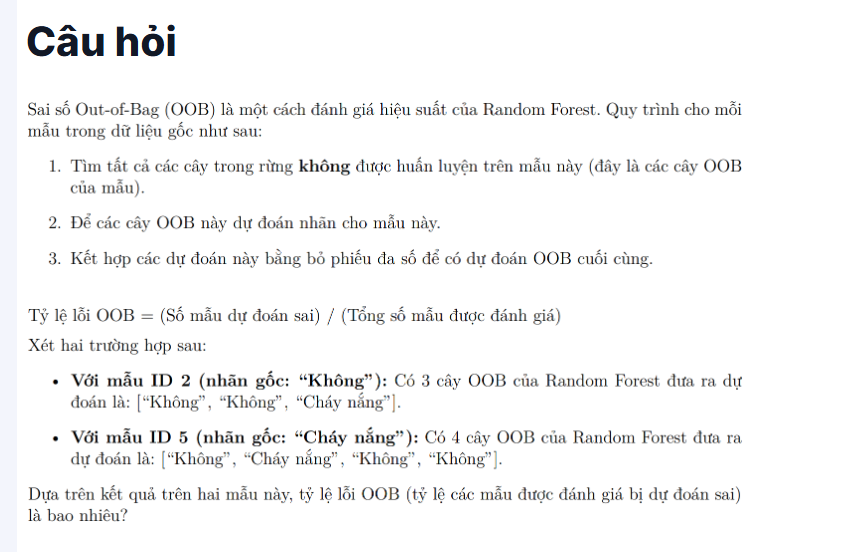 Câu hỏi
Sai số Out-of-Bag (OOB) là một cách đánh giá hiệu suất của Random Forest. Quy trình cho mỗi
mẫu trong dữ liệu gốc như sau:
1. Tìm tất cả các cây trong rừng không được huấn luyện trên mẫu này (đây là các cây OOB
của mẫu).
2. Để các cây OOB này dự đoán nhãn cho mẫu này.
3. Kết hợp các dự đoán này bằng bỏ phiếu đa số để có dự đoán OOB cuối cùng.
Tỷ lệ lỗi OOB = (Số mẫu dự đoán sai) / (Tổng số mẫu được đánh giá)
Xét hai trường hợp sau:
• Với mẫu ID 2 (nhãn gốc: “Không”): Có 3 cây OOB của Random Forest đưa ra dự
đoán là: [“Không”, “Không”, “Cháy nắng”].
• Với mẫu ID 5 (nhãn gốc: “Cháy nắng”): Có 4 cây OOB của Random Forest đưa ra
dự đoán là: [“Không”, “Cháy nắng”, “Không”, “Không”].
Dựa trên kết quả trên hai mẫu này, tỷ lệ lỗi OOB (tỷ lệ các mẫu được đánh giá bị dự đoán sai)
là bao nhiêu?